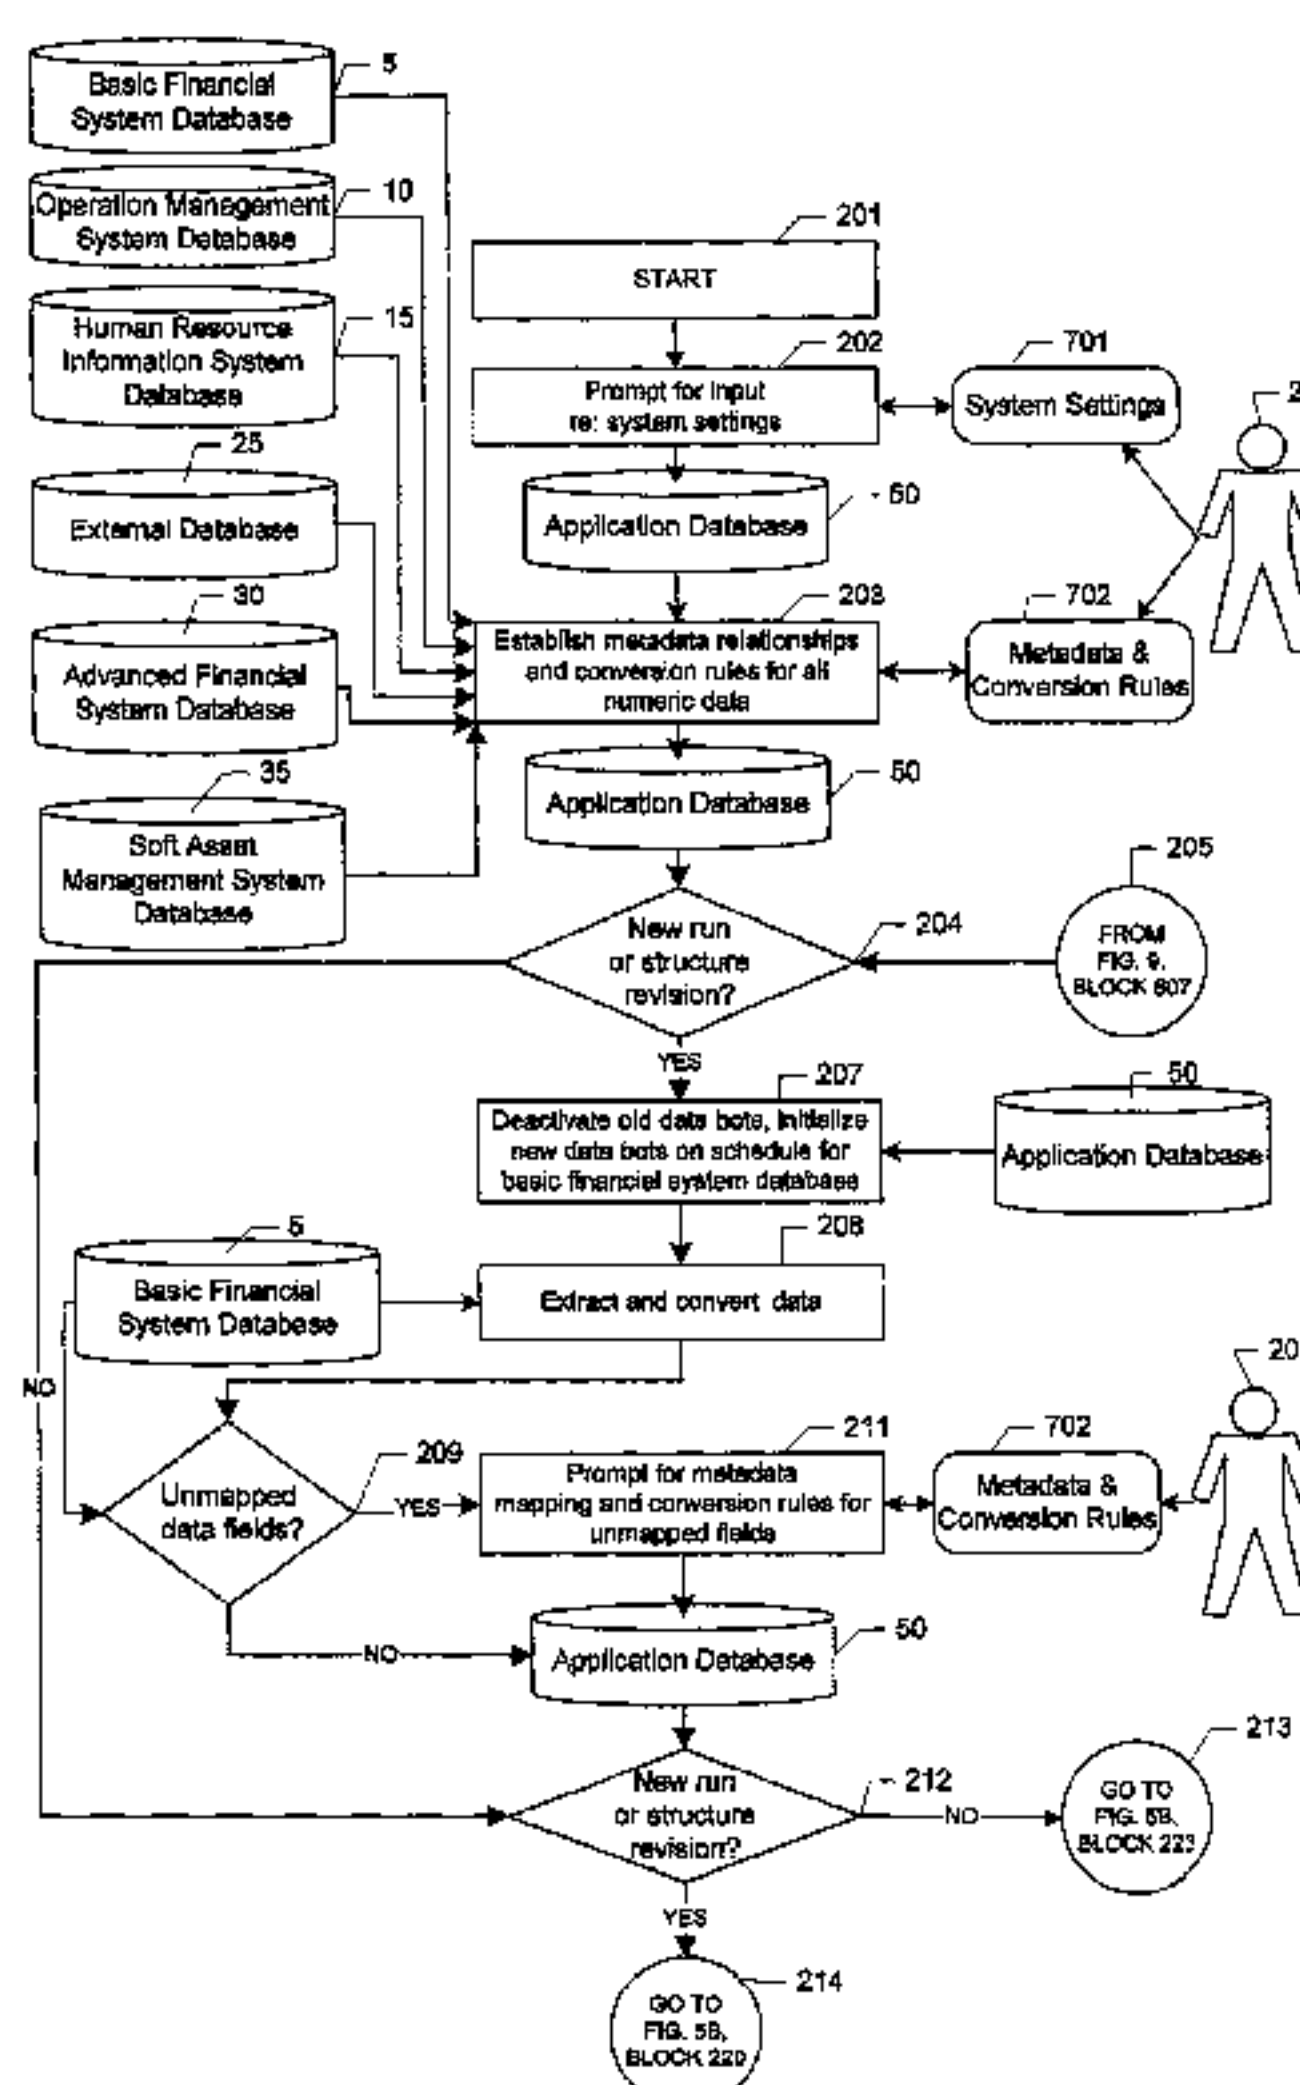 5
Basic Financial
System Database
10
Operation Management
System Database
201
START
15
Human Resource
Information System
Database
202
Prompt for input
re: system settings
701
System Settings
25
External Database
50
Application Database
30
Advanced Financial
System Database
203
Establish metadata relationships
and conversion rules for all
numeric data
702
Metadata &
Conversion Rules
35
Soft Asset
Management System
Database
50
Application Database
204
New run
or structure
revision?
205
FROM
FIG. 9,
BLOCK 607
YES
207
Deactivate old data bots, initialize
new data bots on schedule for
basic financial system database
50
Application Database
5
Basic Financial
System Database
208
Extract and convert data
NO
20
209
Unmapped
data fields?
YES
211
Prompt for metadata
mapping and conversion rules for
unmapped fields
702
Metadata &
Conversion Rules
NO
50
Application Database
212
New run
or structure
revision?
NO
213
GO TO
FIG. 5B,
BLOCK 223
YES
214
GO TO
FIG. 5B,
BLOCK 220